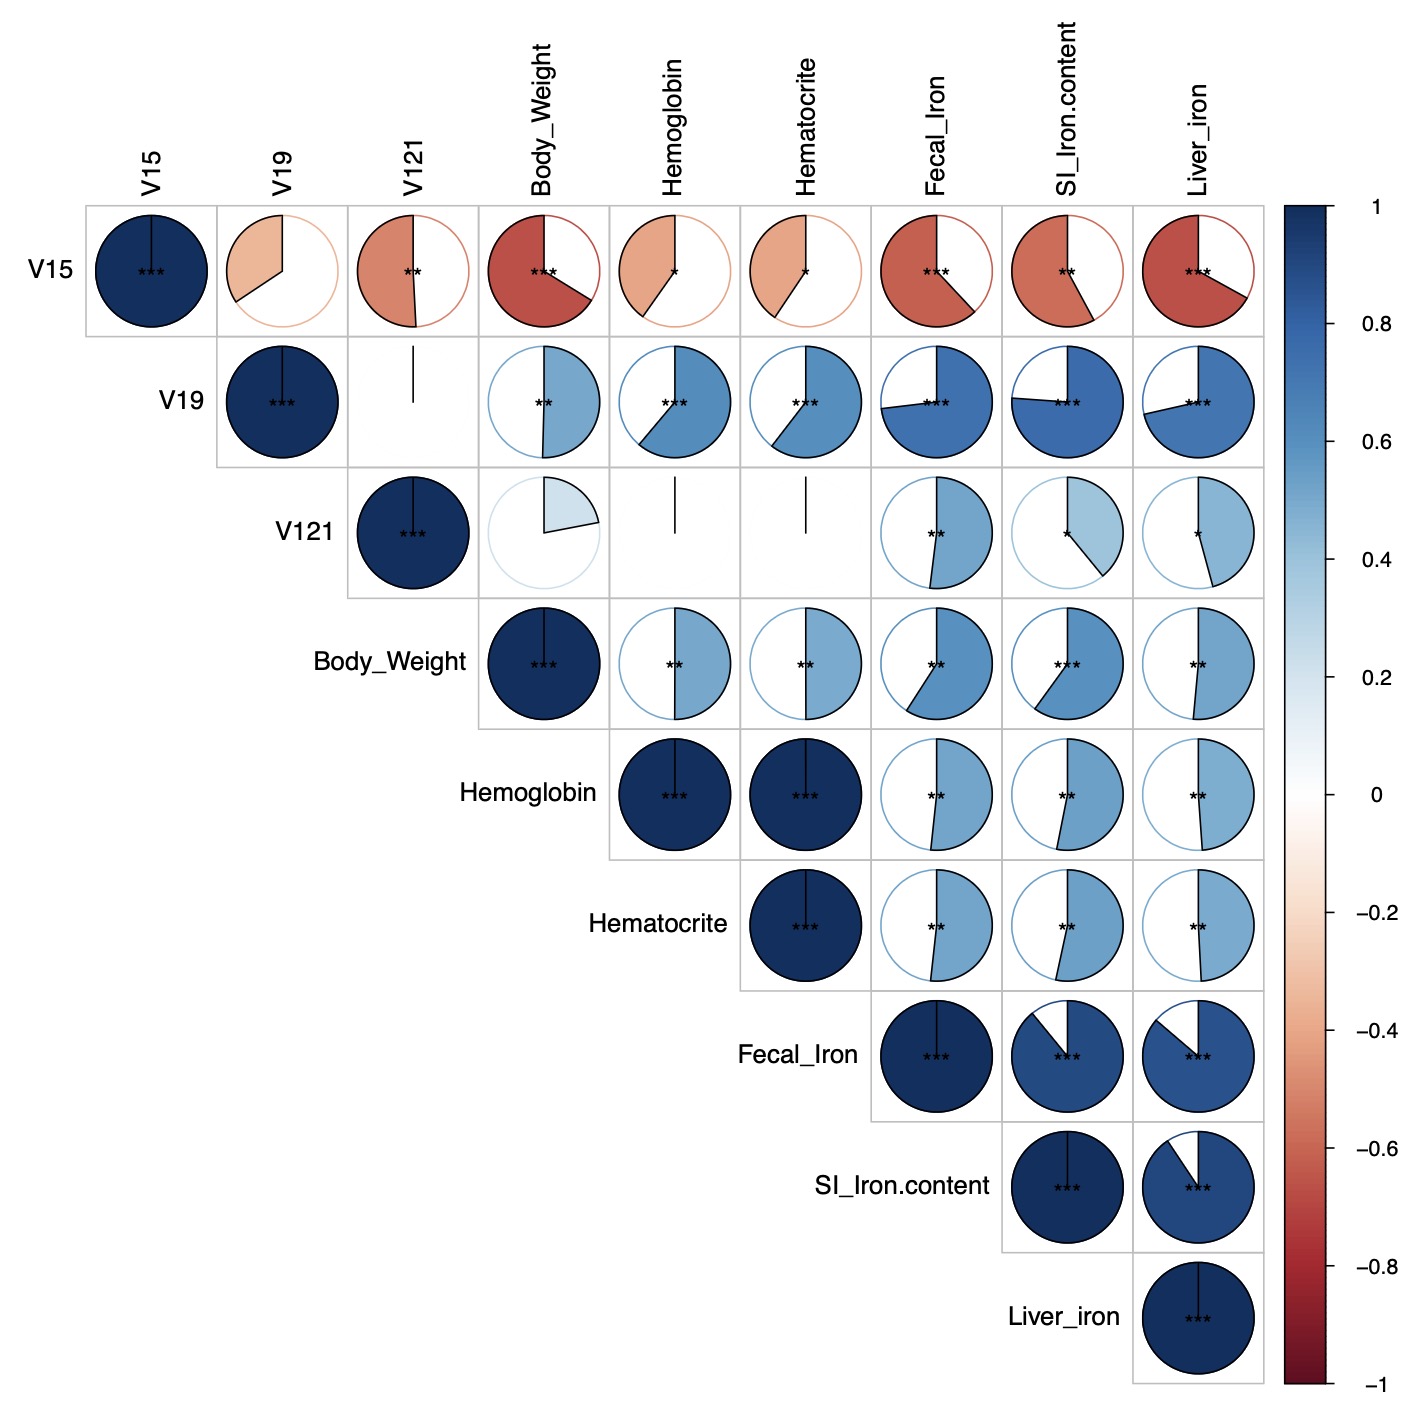 V15 V19 V121 Body_Weight Hemoglobin Hematocrite Fecal_Iron SI_Iron.content Liver_iron
1
V15 *** ** *** * * *** ** ***
0.8
V19 *** ** *** *** *** *** ***
0.6
V121 *** ** * *
0.4
Body_Weight *** ** ** ** *** **
0.2
Hemoglobin *** *** ** ** **
0
Hematocrite *** ** ** **
−0.2
−0.4
Fecal_Iron *** *** ***
−0.6
SI_Iron.content *** ***
−0.8
Liver_iron ***
−1